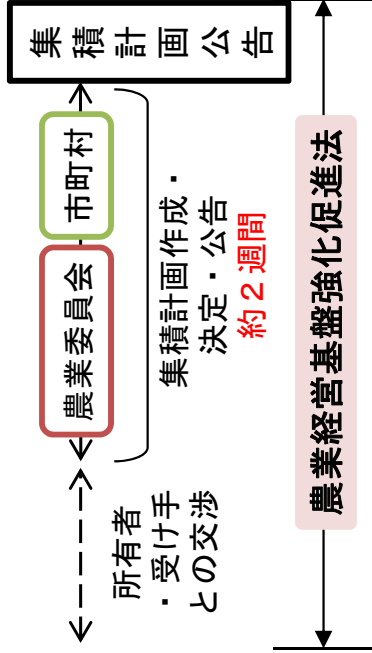 所有者
・受け手
との交渉
農業委員会
市町村
集積計画作成・
決定・公告
約２週間
集積計画公告
農業経営基盤強化促進法